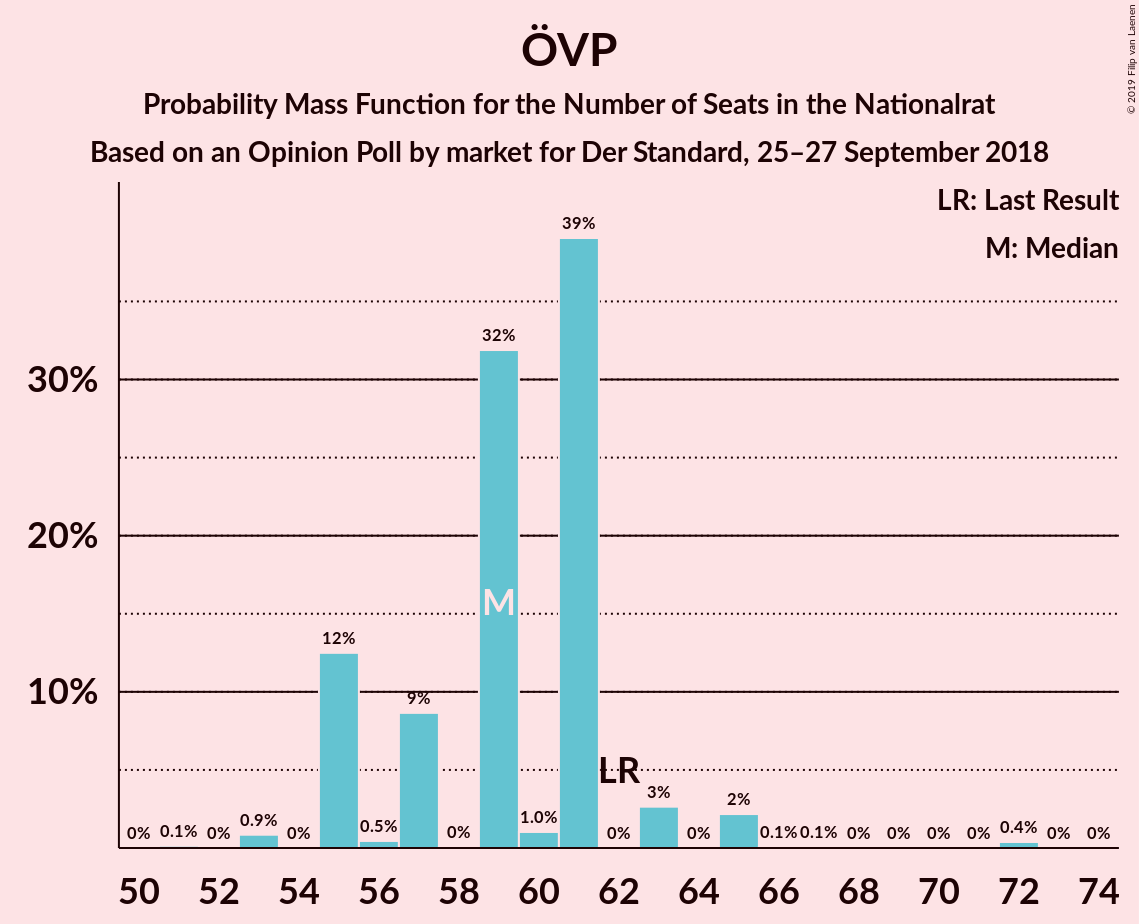 ÖVP
Probability Mass Function for the Number of Seats in the Nationalrat
Based on an Opinion Poll by market for Der Standard, 25–27 September 2018
© 2019 Filip van Laenen
LR: Last Result
M: Median
39%
32%
30%
20%
M
12%
10%
9%
LR
3%
2%
0% 0.1% 0% 0.9% 0% 0.5% 0% 1.0% 0% 0% 0.1% 0.1% 0% 0% 0% 0% 0.4% 0% 0%
50 52 54 56 58 60 62 64 66 68 70 72 74